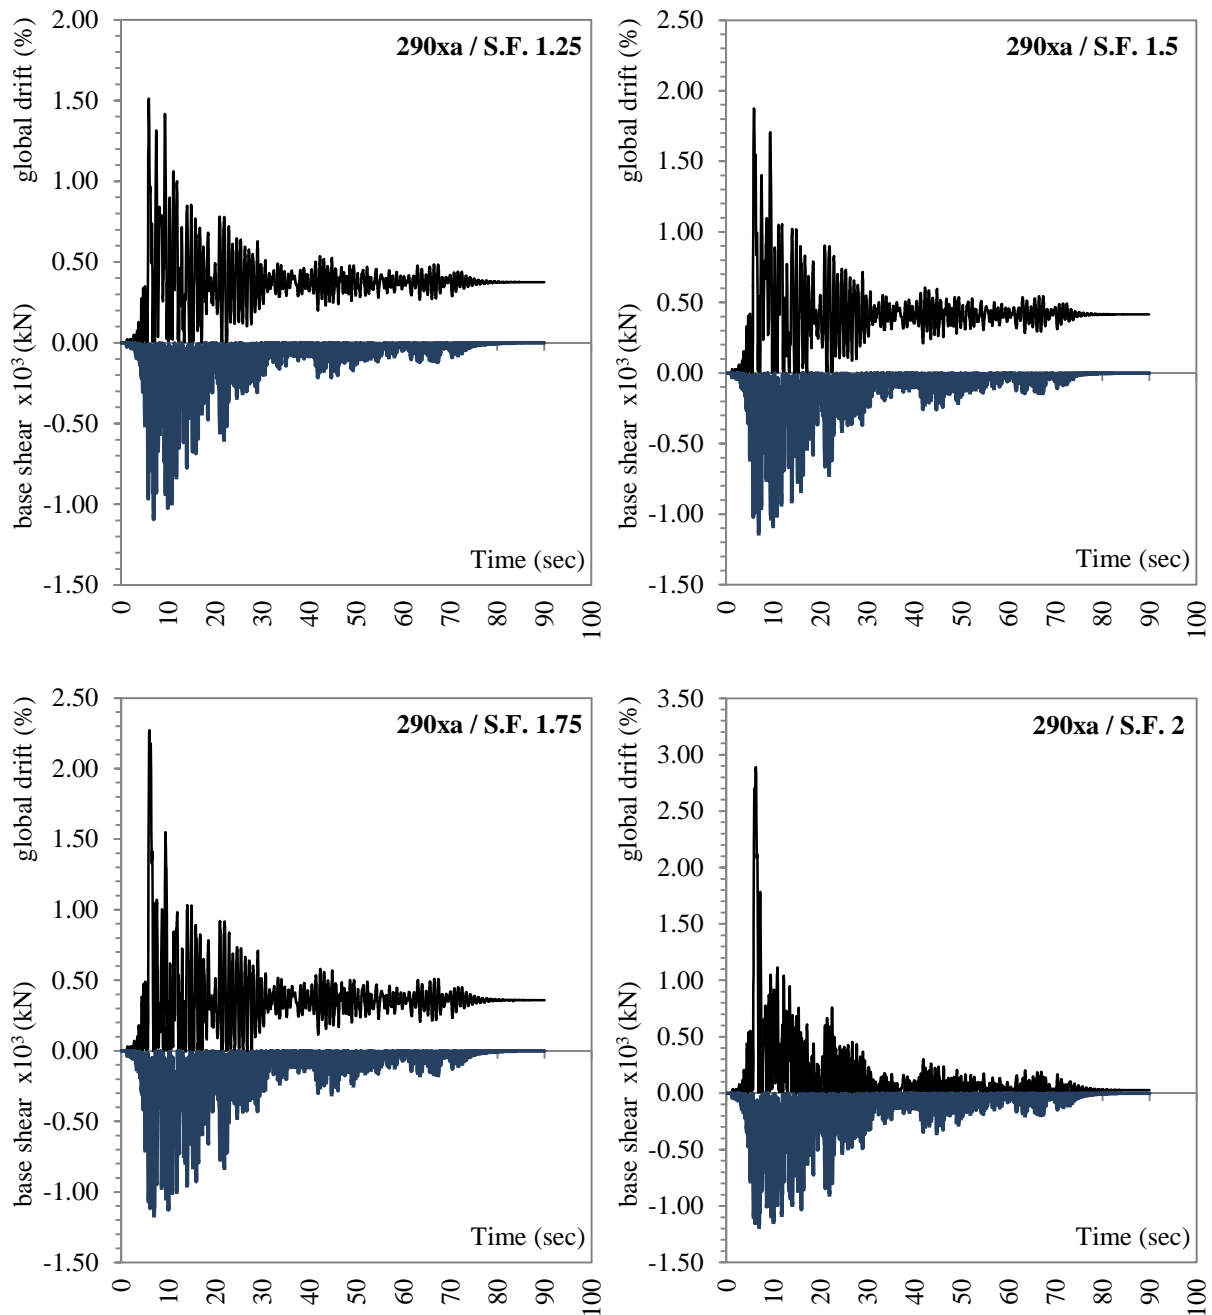 290xa / S.F. 1.25
global drift (%)
base shear x10³ (kN)
2.00
1.50
1.00
0.50
0.00
-0.50
-1.00
-1.50
Time (sec)
0 10 20 30 40 50 60 70 80 90 100
290xa / S.F. 1.5
global drift (%)
base shear x10³ (kN)
2.50
2.00
1.50
1.00
0.50
0.00
-0.50
-1.00
-1.50
Time (sec)
0 10 20 30 40 50 60 70 80 90 100
290xa / S.F. 1.75
global drift (%)
base shear x10³ (kN)
2.50
2.00
1.50
1.00
0.50
0.00
-0.50
-1.00
-1.50
Time (sec)
0 10 20 30 40 50 60 70 80 90 100
290xa / S.F. 2
global drift (%)
base shear x10³ (kN)
3.50
3.00
2.50
2.00
1.50
1.00
0.50
0.00
-0.50
-1.00
-1.50
Time (sec)
0 10 20 30 40 50 60 70 80 90 100